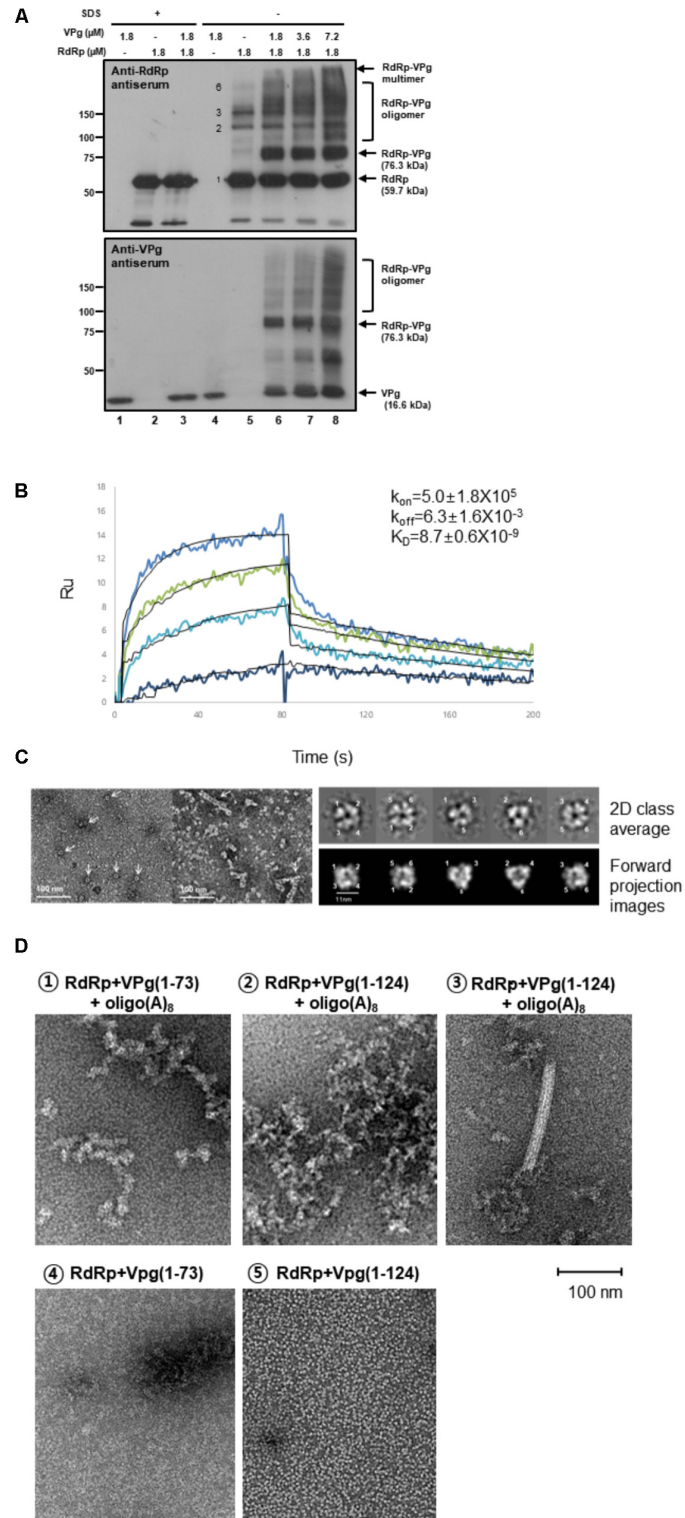 A
SDS + -
VPg (μM) 1.8 - 1.8 1.8 - 1.8 3.6 7.2
RdRp (μM) - 1.8 1.8 - 1.8 1.8 1.8 1.8
Anti-RdRp
antiserum
150
100
75
50
6
3
2
1
RdRp-VPg
multimer
RdRp-VPg
oligomer
RdRp-VPg
(76.3 kDa)
RdRp
(59.7 kDa)
Anti-VPg
antiserum
150
100
75
50
RdRp-VPg
oligomer
RdRp-VPg
(76.3 kDa)
VPg
(16.6 kDa)
1 2 3 4 5 6 7 8
B
18
16
14
12
10
8
6
4
2
0
Ru
kon=5.0±1.8X10⁵
koff=6.3±1.6X10⁻³
KD=8.7±0.6X10⁻⁹
0 40 80 120 160 200
Time (s)
C
100 nm
100 nm
2D class
average
11nm
Forward
projection
images
D
① RdRp+VPg(1-73)
+ oligo(A)₈
② RdRp+VPg(1-124)
+ oligo(A)₈
③ RdRp+VPg(1-124)
+ oligo(A)₈
④ RdRp+Vpg(1-73)
⑤ RdRp+Vpg(1-124)
100 nm